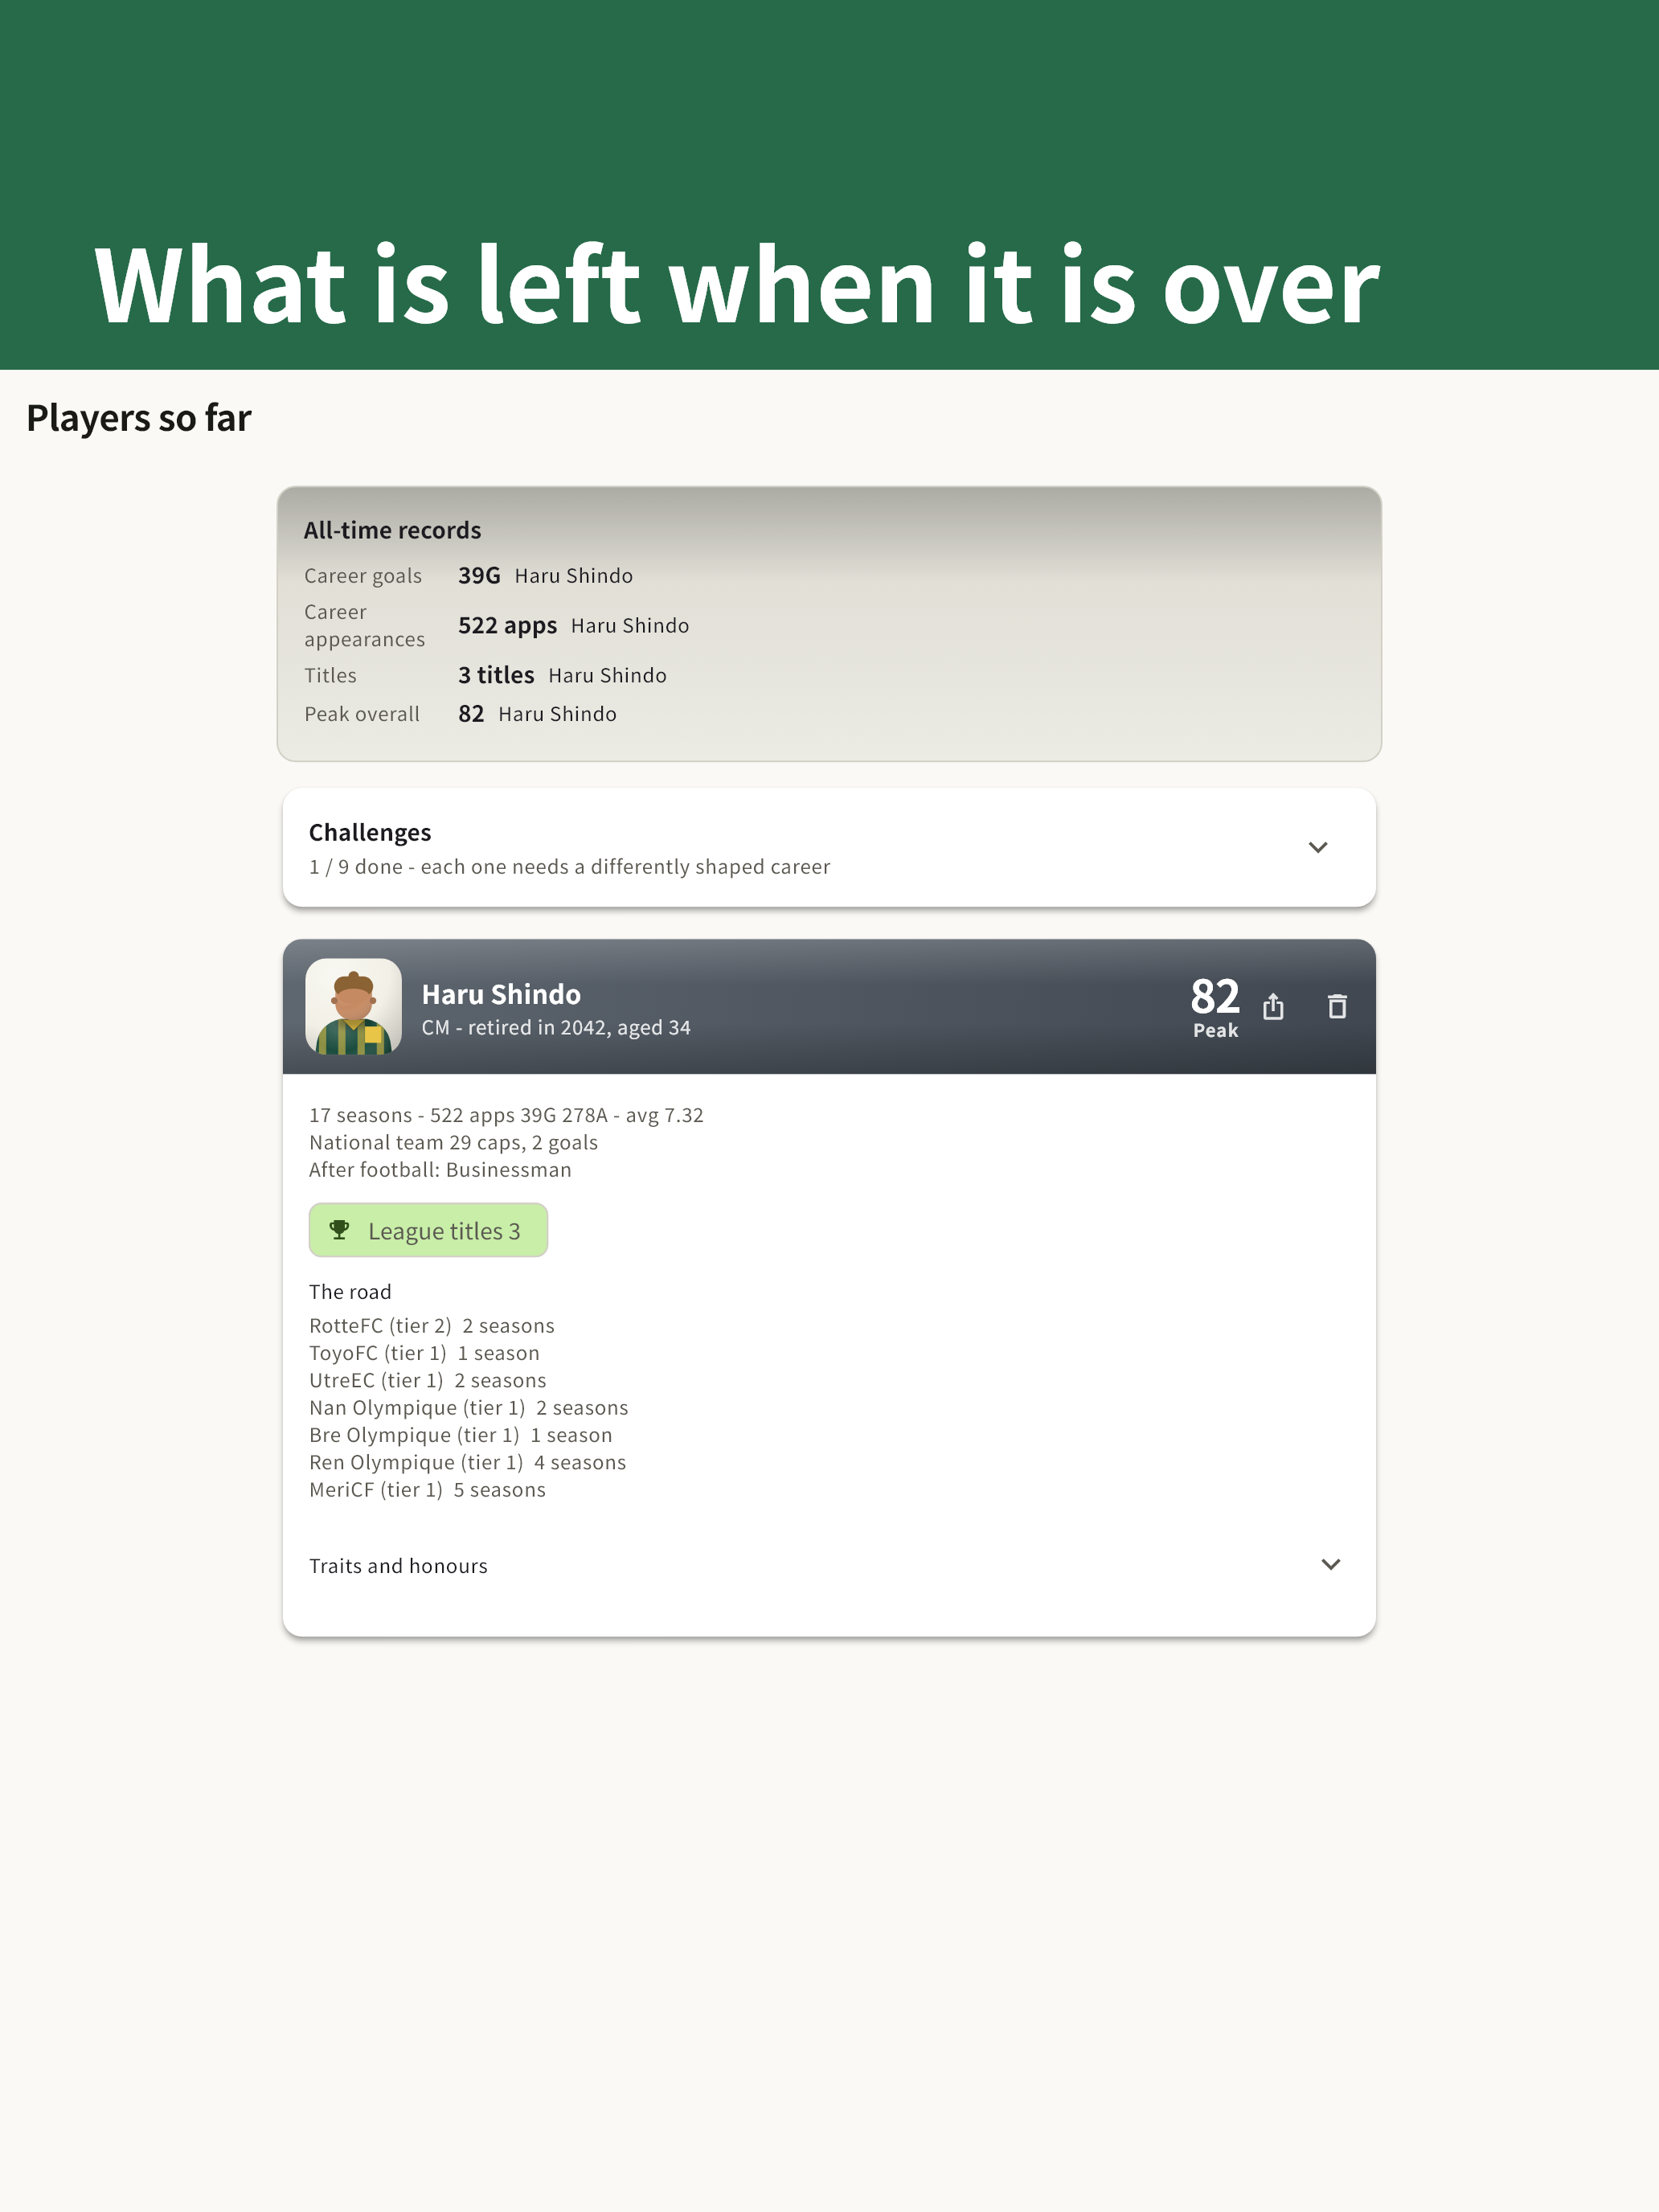 What is left when it is over
Players so far
All-time records
Career goals 39G Haru Shindo
Career
appearances 522 apps Haru Shindo
Titles 3 titles Haru Shindo
Peak overall 82 Haru Shindo
Challenges
1 / 9 done - each one needs a differently shaped career
Haru Shindo
CM - retired in 2042, aged 34
82
Peak
17 seasons - 522 apps 39G 278A - avg 7.32
National team 29 caps, 2 goals
After football: Businessman
League titles 3
The road
RotteFC (tier 2) 2 seasons
ToyoFC (tier 1) 1 season
UtreEC (tier 1) 2 seasons
Nan Olympique (tier 1) 2 seasons
Bre Olympique (tier 1) 1 season
Ren Olympique (tier 1) 4 seasons
MeriCF (tier 1) 5 seasons
Traits and honours